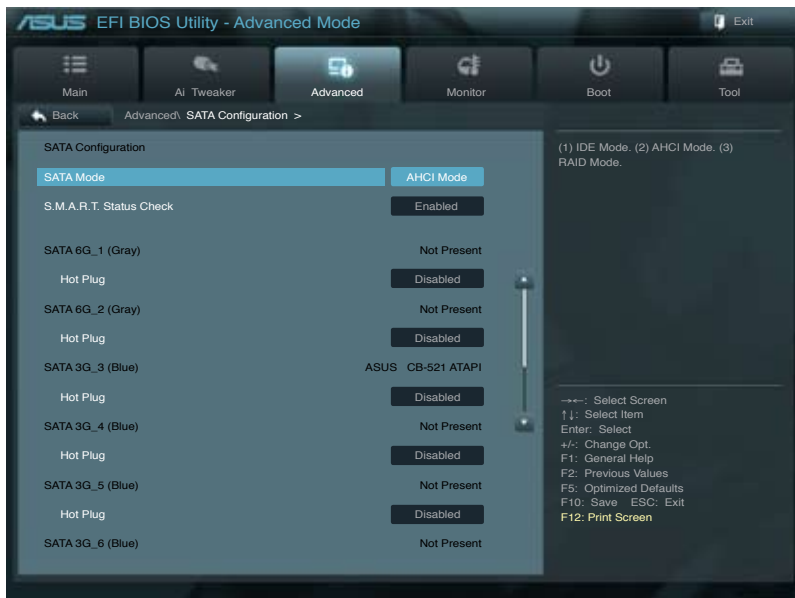 ASUS EFI BIOS Utility - Advanced Mode
Exit
Main
Ai Tweaker
Advanced
Monitor
Boot
Tool
Back
Advanced\ SATA Configuration >
SATA Configuration
SATA Mode AHCI Mode
S.M.A.R.T. Status Check Enabled
SATA 6G_1 (Gray) Not Present
Hot Plug Disabled
SATA 6G_2 (Gray) Not Present
Hot Plug Disabled
SATA 3G_3 (Blue) ASUS CB-521 ATAPI
Hot Plug Disabled
SATA 3G_4 (Blue) Not Present
Hot Plug Disabled
SATA 3G_5 (Blue) Not Present
Hot Plug Disabled
SATA 3G_6 (Blue) Not Present
(1) IDE Mode. (2) AHCI Mode. (3)
RAID Mode.
→←: Select Screen
↑↓: Select Item
Enter: Select
+/-: Change Opt.
F1: General Help
F2: Previous Values
F5: Optimized Defaults
F10: Save ESC: Exit
F12: Print Screen